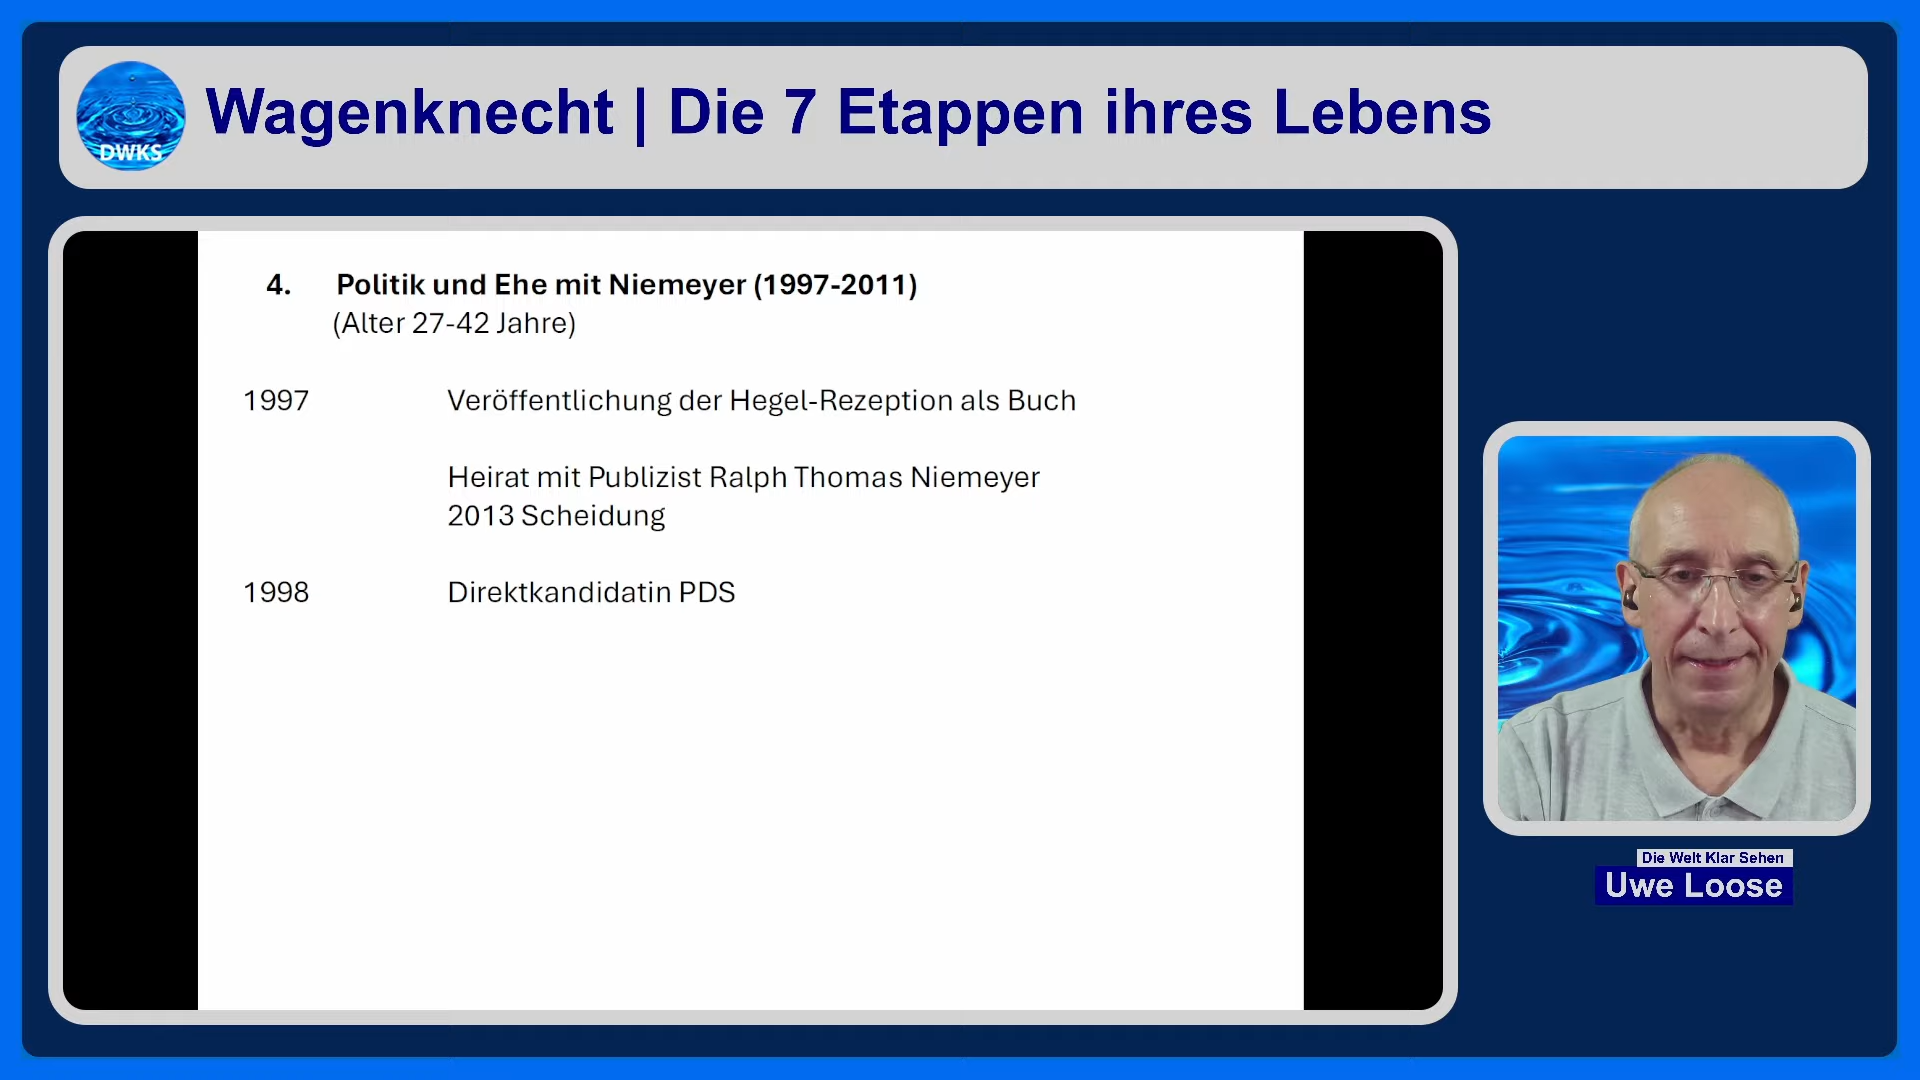 DWKS
Wagenknecht | Die 7 Etappen ihres Lebens
4. Politik und Ehe mit Niemeyer (1997-2011)
(Alter 27-42 Jahre)
1997 Veröffentlichung der Hegel-Rezeption als Buch
Heirat mit Publizist Ralph Thomas Niemeyer
2013 Scheidung
1998 Direktkandidatin PDS
Die Welt Klar Sehen
Uwe Loose